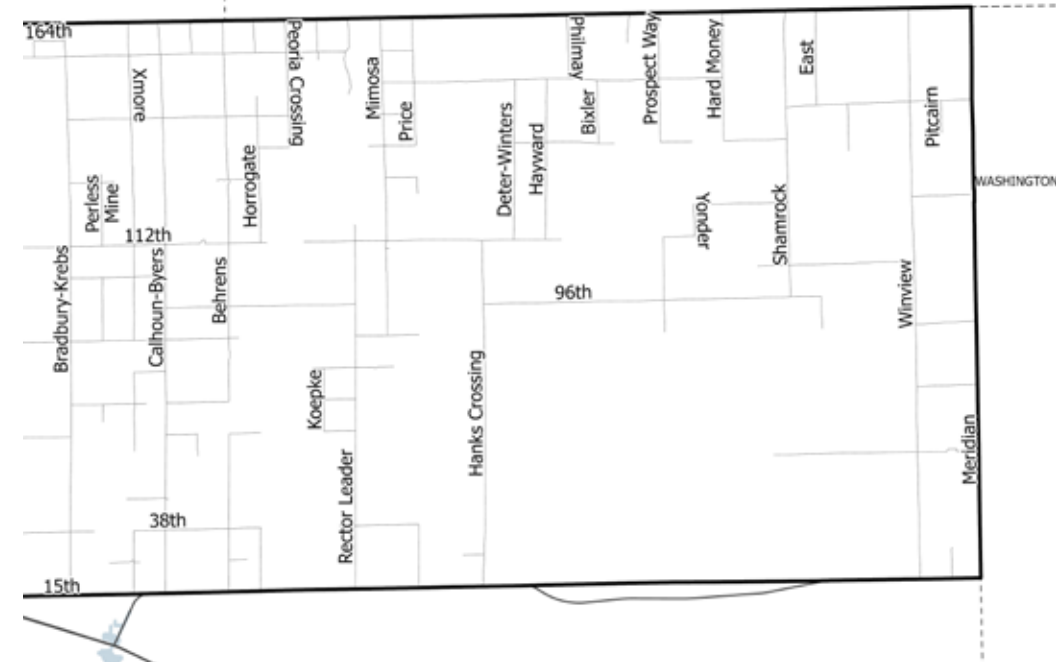 164th
Xmore
Peoria Crossing
Mimosa
Price
Philmay
Bixler
Prospect Way
Hard Money
East
Pitcairn
Deter-Winters
Hayward
Horrogate
Perless
Mine
WASHINGTON
Yonder
Shamrock
112th
Bradbury-Krebs
Calhoun-Byers
Behrens
96th
Winview
Koepke
Hanks Crossing
Rector Leader
Meridian
38th
15th